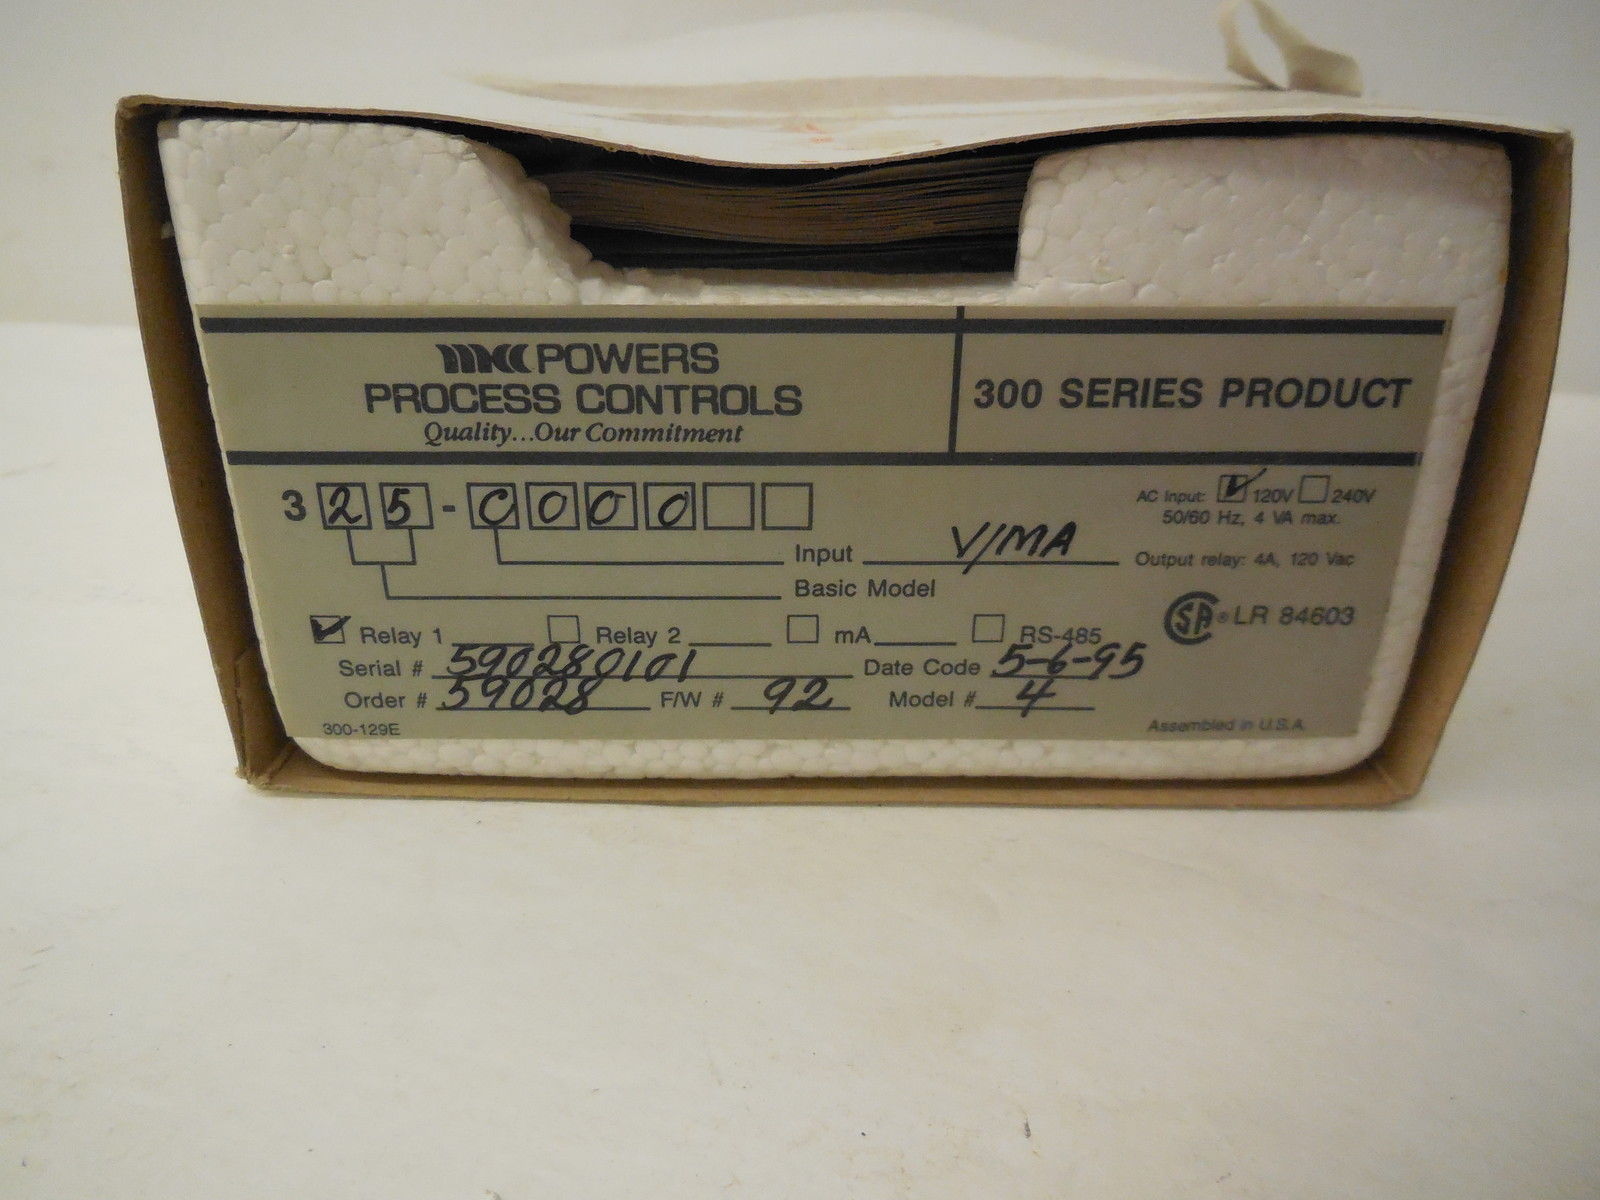 MCC POWERS
PROCESS CONTROLS
Quality...Our Commitment
300 SERIES PRODUCT
3 2 5 - C 0 0 0
AC Input: 120V 240V
50/60 Hz, 4 VA max.
Input V/MA
Output relay: 4A, 120 Vac
Basic Model
SA ® LR 84603
Relay 1 Relay 2 mA RS-485
Serial # 590280101 Date Code 5-6-95
Order # 59028 F/W # 92 Model # 4
300-129E
Assembled in U.S.A.